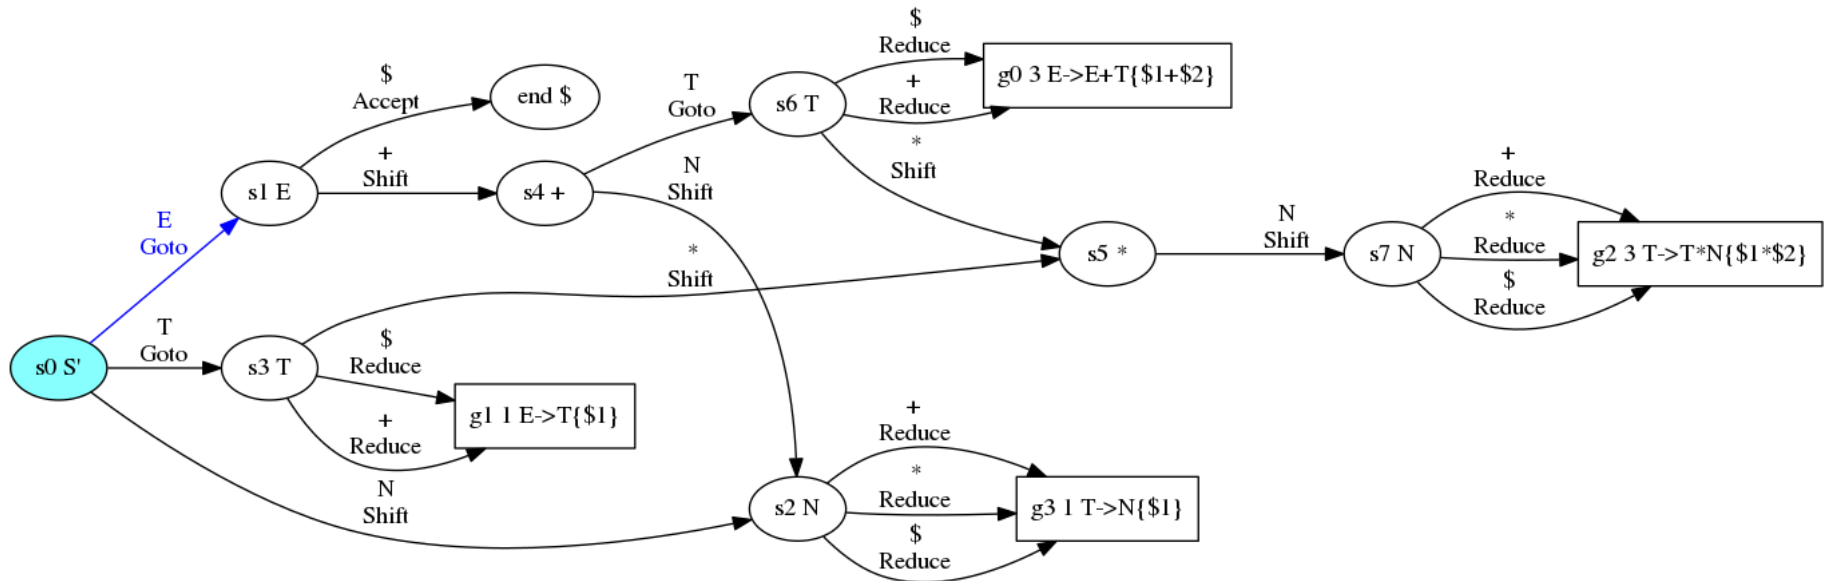 $
Reduce
g0 3 E->E+T{$1+$2}
+
Reduce
s6 T
T
Goto
$
Accept
end $
*
Shift
+
Shift
s1 E
s4 +
N
Shift
E
Goto
*
Shift
s5 *
N
Shift
s7 N
+
Reduce
*
Reduce
$
Reduce
g2 3 T->T*N{$1*$2}
s0 S'
T
Goto
s3 T
$
Reduce
+
Reduce
g1 1 E->T{$1}
N
Shift
s2 N
+
Reduce
*
Reduce
$
Reduce
g3 1 T->N{$1}